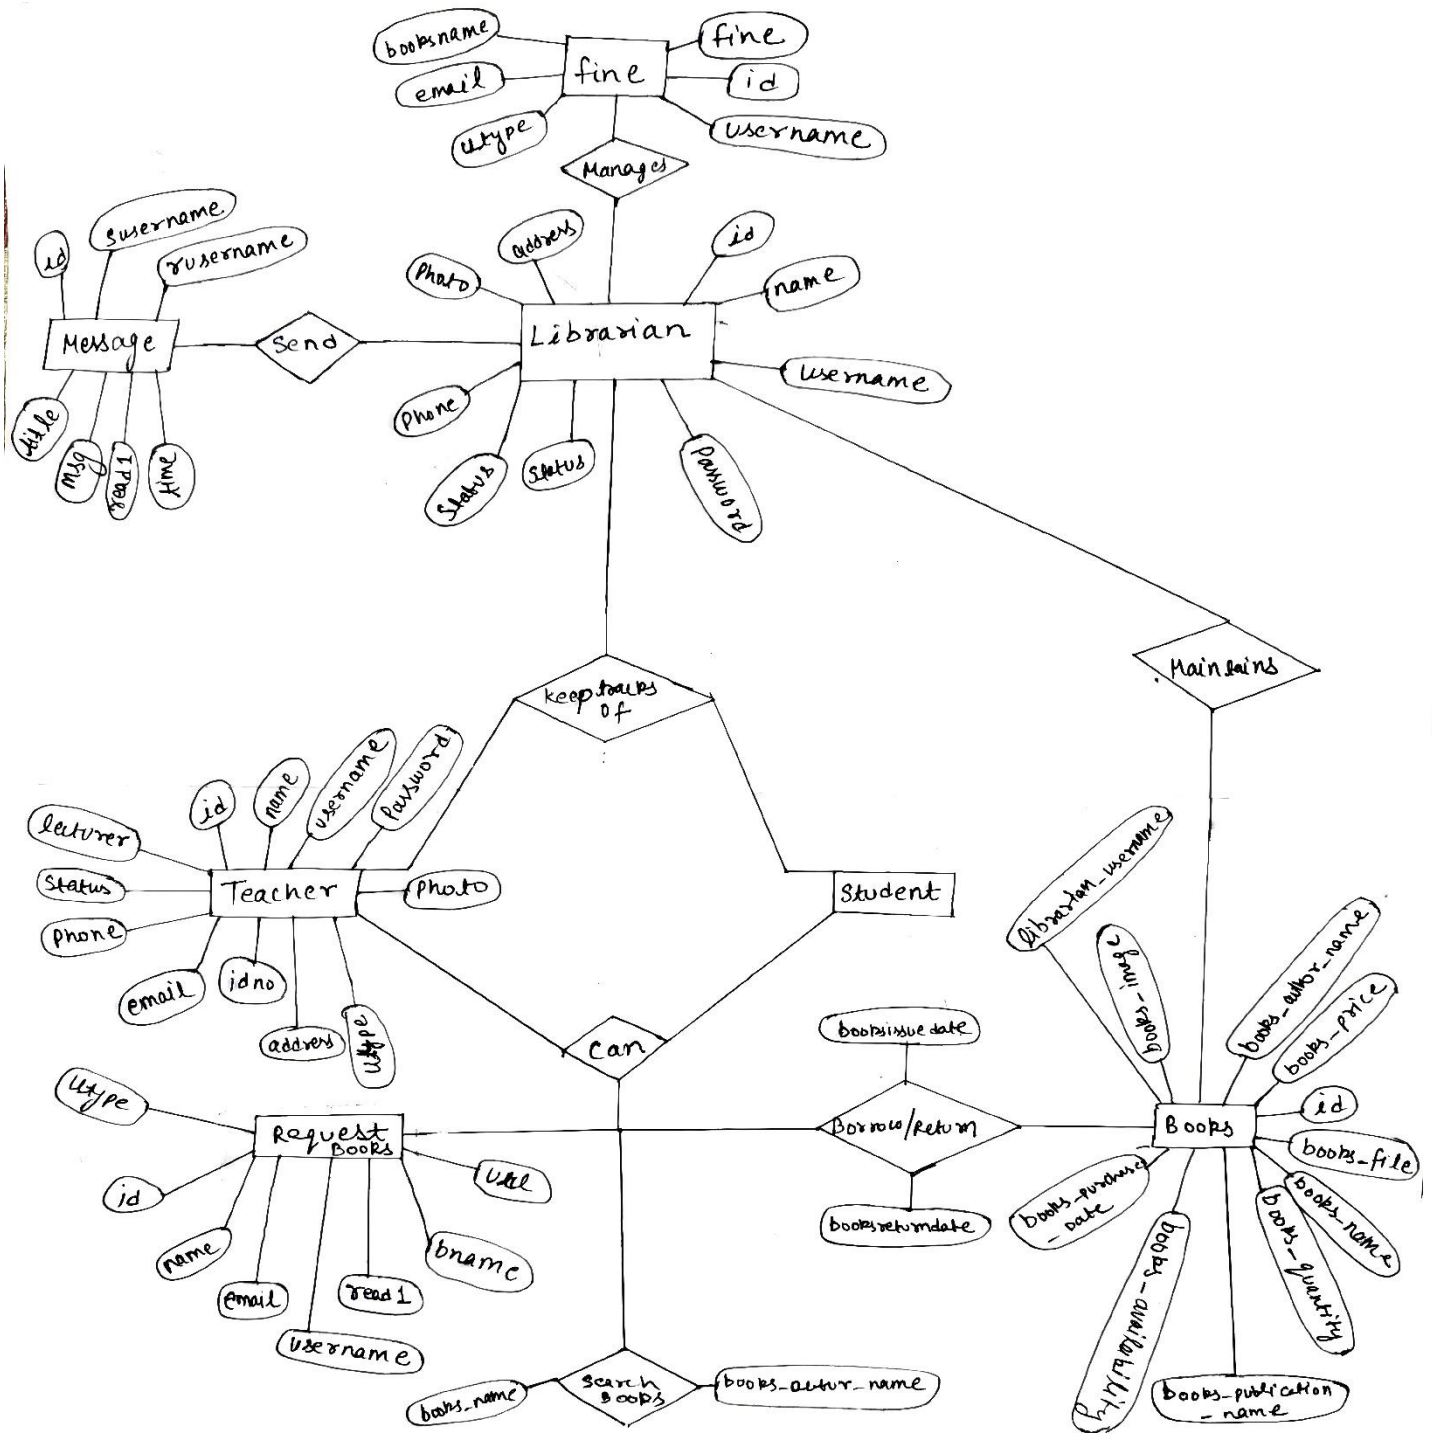 booksname
fine
fine
email
id
utype
username
Manages
susername
id
rusername
address
id
Photo
name
Message
Send
Librarian
username
title
msg
read1
time
Phone
Status
Status
Password
Maintains
keep tracks
of
id
name
username
Password
lecturer
Status
Teacher
Photo
Student
Phone
email
idno
address
utype
librarian_username
books_image
books_author_name
books_price
can
booksissue date
utype
Request
BOOKS
Borrow/Return
Books
id
books_file
books_name
books_quantity
id
books_purchase
_date
booksreturndate
name
email
read1
bname
username
books_availability
books_publication
_name
Search
Books
books_name
books_autur_name